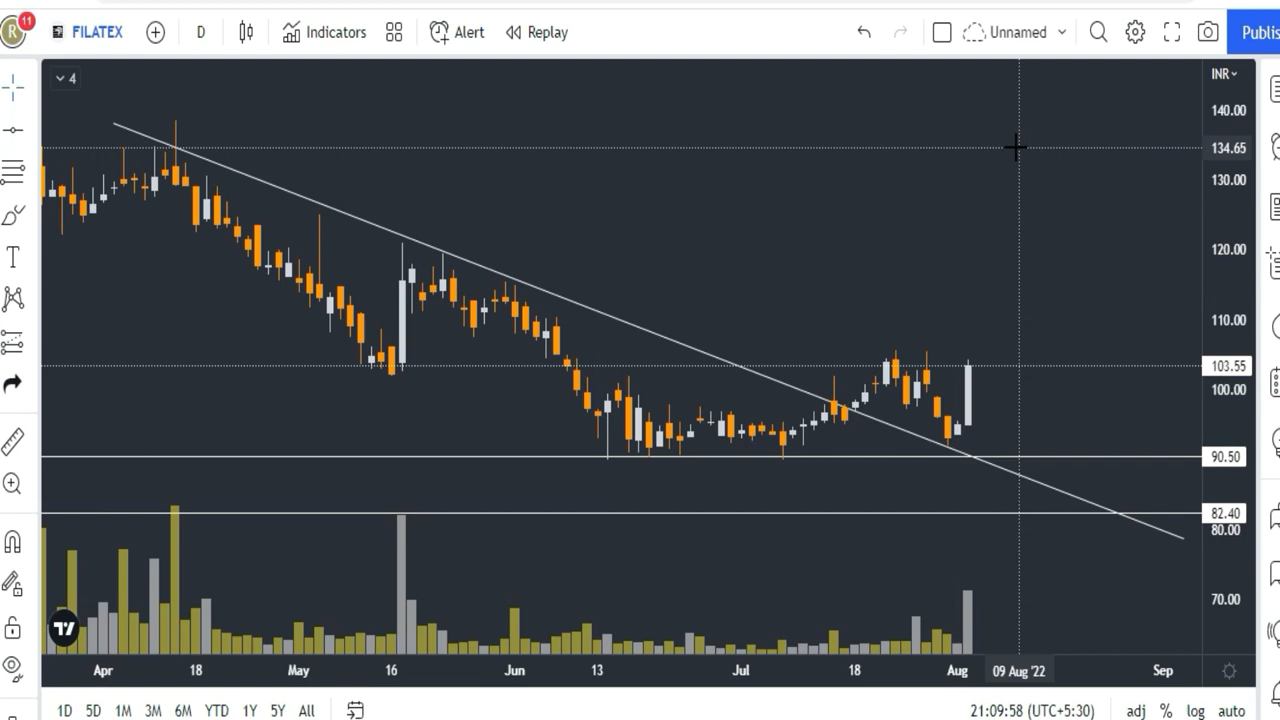 R 11 FILATEX D Indicators Alert Replay Unnamed Publis
4 INR
140.00
134.65
130.00
120.00
110.00
103.55
100.00
90.50
82.40
80.00
70.00
Apr 18 May 16 Jun 13 Jul 18 Aug 09 Aug '22 Sep
1D 5D 1M 3M 6M YTD 1Y 5Y All 21:09:58 (UTC+5:30) adj % log auto